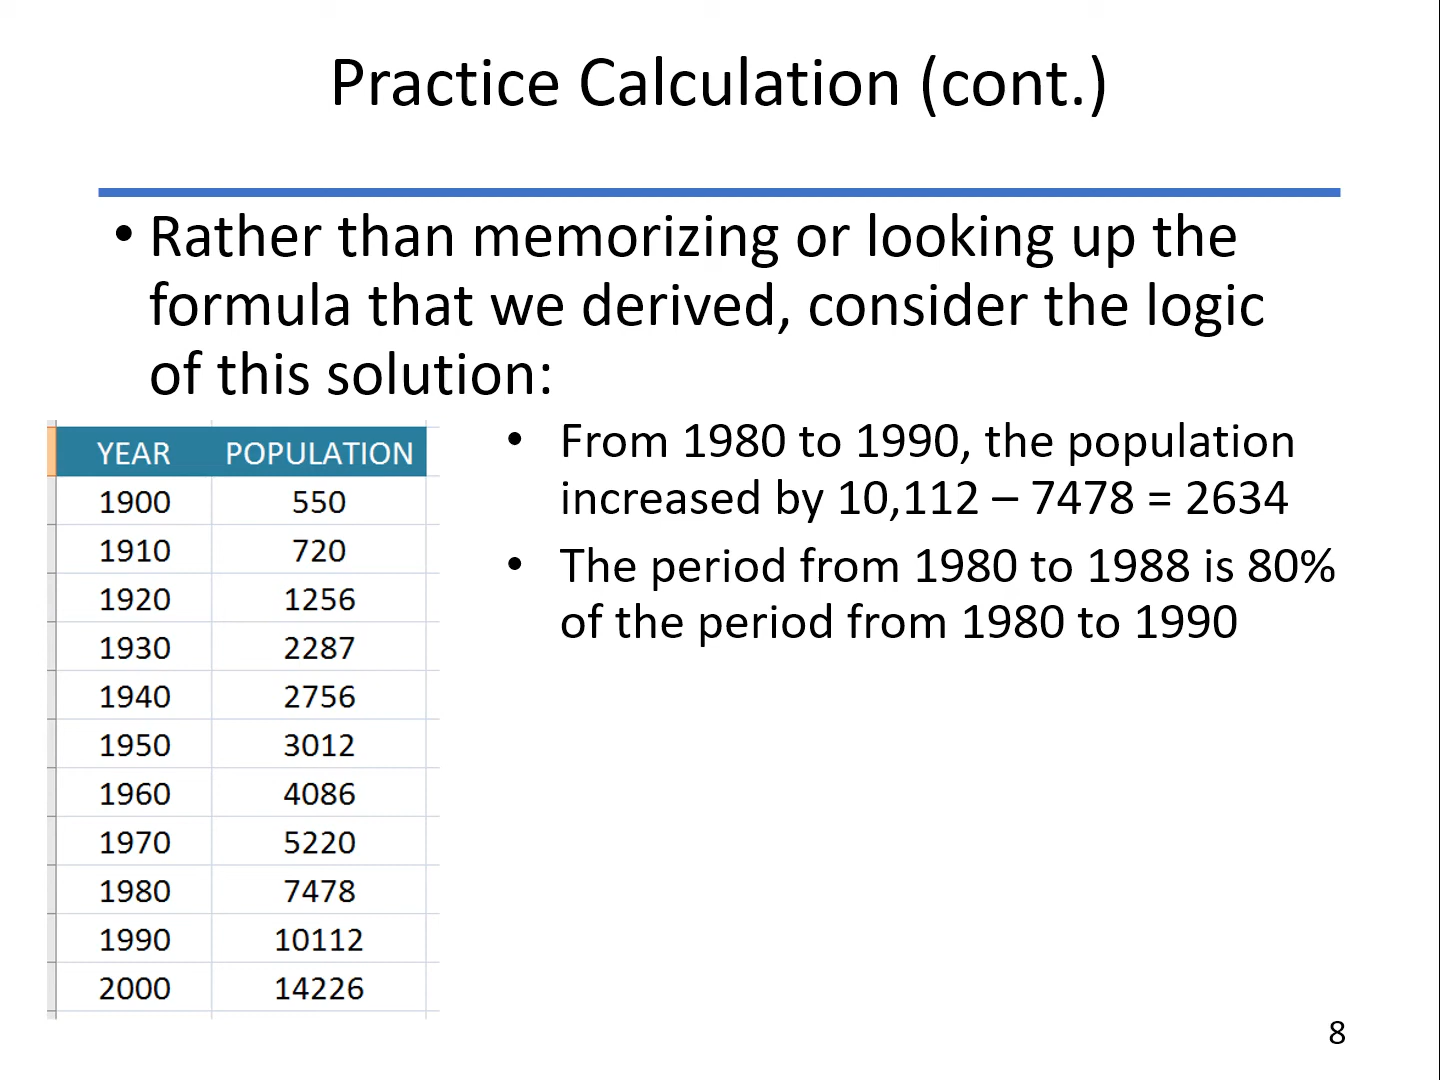 Practice Calculation (cont.)
• Rather than memorizing or looking up the
formula that we derived, consider the logic
of this solution:
YEAR POPULATION
1900 550
1910 720
1920 1256
1930 2287
1940 2756
1950 3012
1960 4086
1970 5220
1980 7478
1990 10112
2000 14226
• From 1980 to 1990, the population
increased by 10,112 – 7478 = 2634
• The period from 1980 to 1988 is 80%
of the period from 1980 to 1990
8